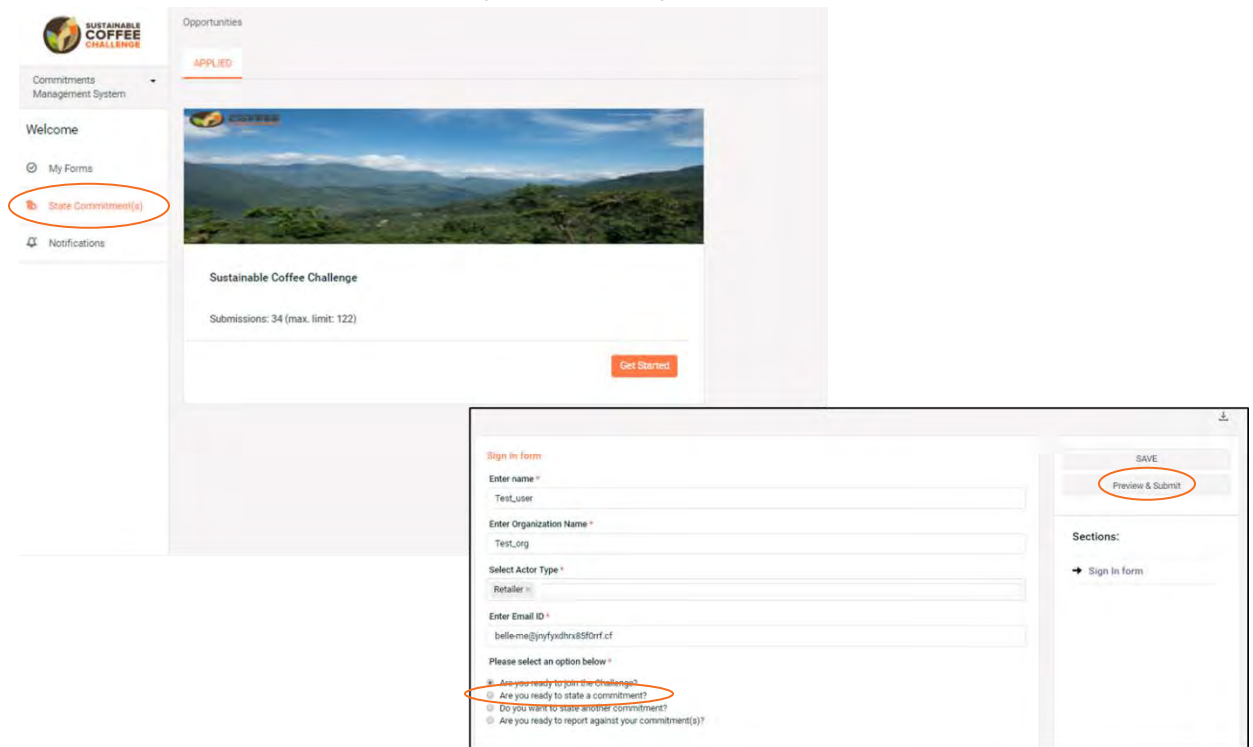 SUSTAINABLE
COFFEE
CHALLENGE
Commitments
Management System
Welcome
My Forms
State Commitment(s)
Notifications
Opportunities
APPLIED
COFFEE
Sustainable Coffee Challenge
Submissions: 34 (max. limit: 122)
Get Started
Sign In form
Enter name *
Test_user
Enter Organization Name *
Test_org
Select Actor Type *
Retailer ×
Enter Email ID *
belle-me@jnyfyxdhrx85f0rrf.cf
Please select an option below *
Are you ready to join the Challenge?
Are you ready to state a commitment?
Do you want to state another commitment?
Are you ready to report against your commitment(s)?
SAVE
Preview & Submit
Sections:
Sign In form